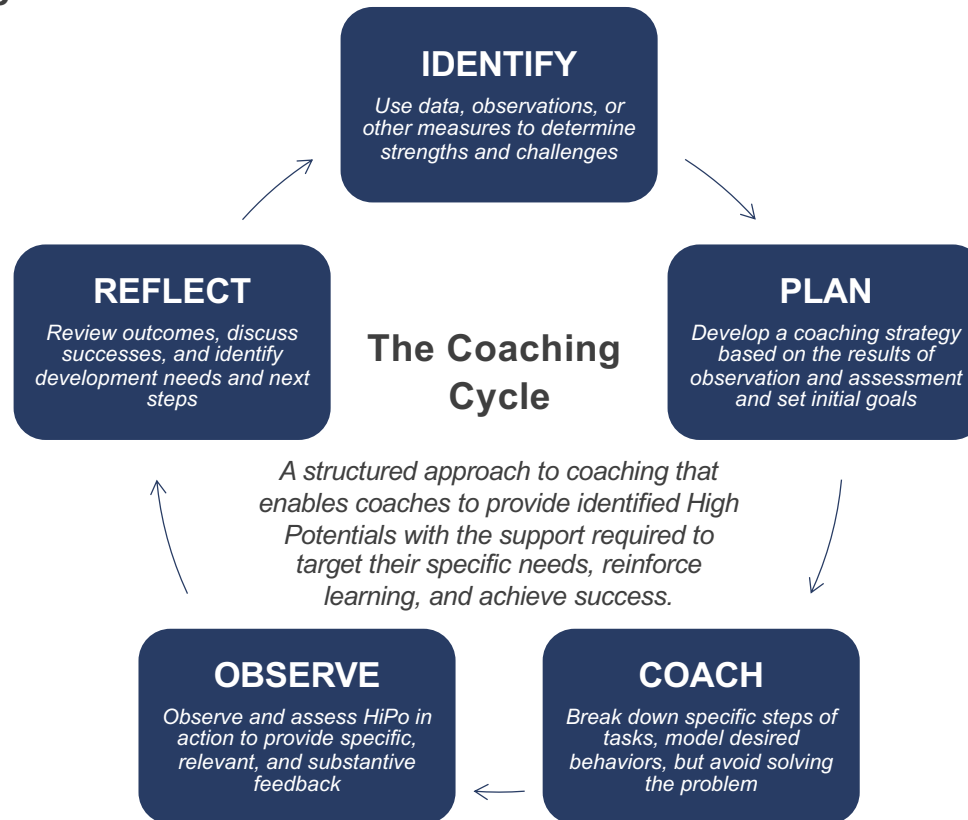 IDENTIFY
Use data, observations, or
other measures to determine
strengths and challenges
REFLECT
Review outcomes, discuss
successes, and identify
development needs and next
steps
PLAN
Develop a coaching strategy
based on the results of
observation and assessment
and set initial goals
The Coaching
Cycle
A structured approach to coaching that
enables coaches to provide identified High
Potentials with the support required to
target their specific needs, reinforce
learning, and achieve success.
OBSERVE
Observe and assess HiPo in
action to provide specific,
relevant, and substantive
feedback
COACH
Break down specific steps of
tasks, model desired
behaviors, but avoid solving
the problem